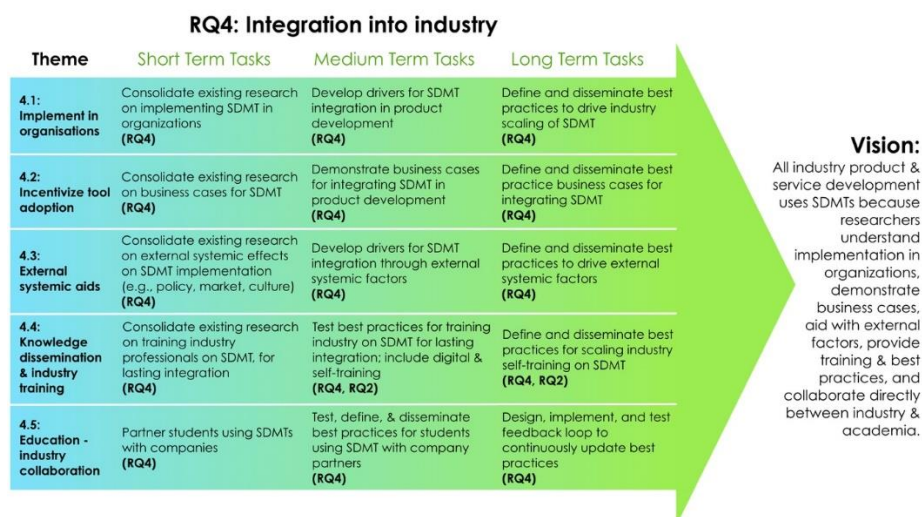 RQ4: Integration into industry
Theme
Short Term Tasks
Medium Term Tasks
Long Term Tasks
4.1:
Implement in
organisations
Consolidate existing research
on implementing SDMT in
organizations
(RQ4)
Develop drivers for SDMT
integration in product
development
(RQ4)
Define and disseminate best
practices to drive industry
scaling of SDMT
(RQ4)
4.2:
Incentivize tool
adoption
Consolidate existing research
on business cases for SDMT
(RQ4)
Demonstrate business cases
for integrating SDMT in
product development
(RQ4)
Define and disseminate best
practice business cases for
integrating SDMT
(RQ4)
4.3:
External
systemic aids
Consolidate existing research
on external systemic effects
on SDMT implementation
(e.g., policy, market, culture)
(RQ4)
Develop drivers for SDMT
integration through external
systemic factors
(RQ4)
Define and disseminate best
practices to drive external
systemic factors
(RQ4)
4.4:
Knowledge
dissemination
& industry
training
Consolidate existing research
on training industry
professionals on SDMT, for
lasting integration
(RQ4)
Test best practices for training
industry on SDMT for lasting
integration; include digital &
self-training
(RQ4, RQ2)
Define and disseminate best
practices for scaling industry
self-training on SDMT
(RQ4, RQ2)
4.5:
Education -
industry
collaboration
Partner students using SDMTs
with companies
(RQ4)
Test, define, & disseminate
best practices for students
using SDMT with company
partners
(RQ4)
Design, implement, and test
feedback loop to
continuously update best
practices
(RQ4)
Vision:
All industry product &
service development
uses SDMTs because
researchers
understand
implementation in
organizations,
demonstrate
business cases,
aid with external
factors, provide
training & best
practices, and
collaborate directly
between industry &
academia.